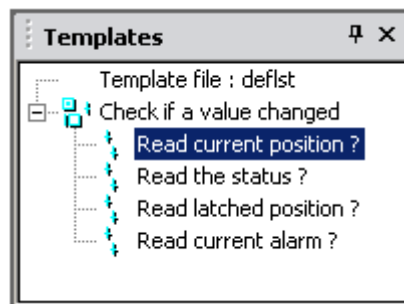 Templates
Template file : deflst
Check if a value changed
Read current position ?
Read the status ?
Read latched position ?
Read current alarm ?